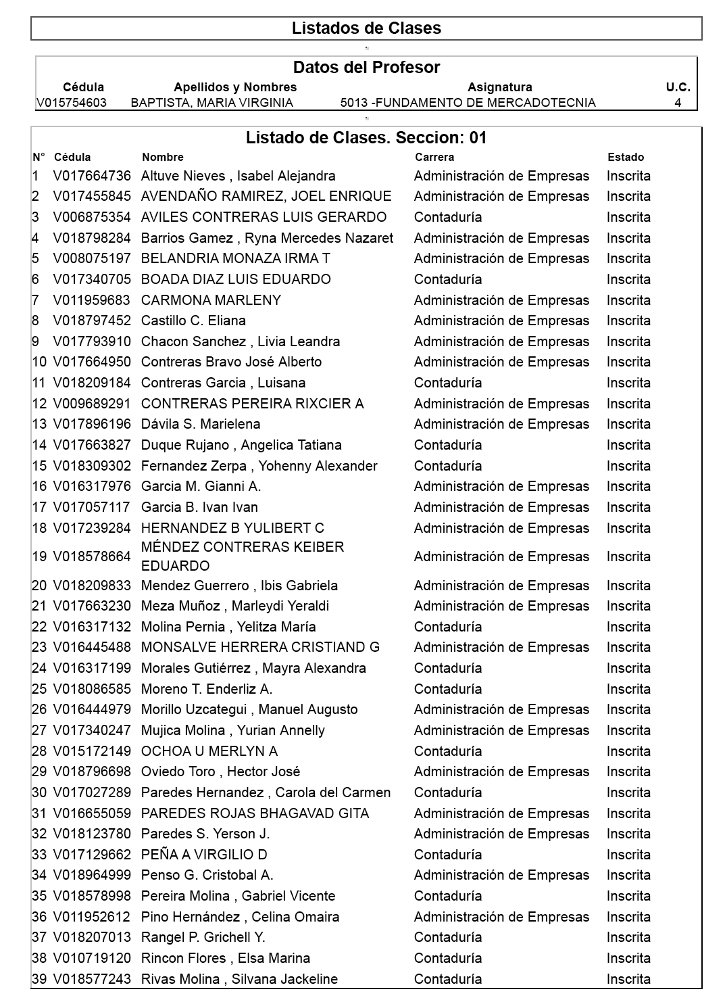 Listados de Clases
Datos del Profesor
Cédula Apellidos y Nombres Asignatura U.C.
V015754603 BAPTISTA, MARIA VIRGINIA 5013 -FUNDAMENTO DE MERCADOTECNIA 4
Listado de Clases. Seccion: 01
N° Cédula Nombre Carrera Estado
1 V017664736 Altuve Nieves , Isabel Alejandra Administración de Empresas Inscrita
2 V017455845 AVENDAÑO RAMIREZ, JOEL ENRIQUE Administración de Empresas Inscrita
3 V006875354 AVILES CONTRERAS LUIS GERARDO Contaduría Inscrita
4 V018798284 Barrios Gamez , Ryna Mercedes Nazaret Administración de Empresas Inscrita
5 V008075197 BELANDRIA MONAZA IRMA T Administración de Empresas Inscrita
6 V017340705 BOADA DIAZ LUIS EDUARDO Contaduría Inscrita
7 V011959683 CARMONA MARLENY Administración de Empresas Inscrita
8 V018797452 Castillo C. Eliana Administración de Empresas Inscrita
9 V017793910 Chacon Sanchez , Livia Leandra Administración de Empresas Inscrita
10 V017664950 Contreras Bravo José Alberto Administración de Empresas Inscrita
11 V018209184 Contreras Garcia , Luisana Contaduría Inscrita
12 V009689291 CONTRERAS PEREIRA RIXCIER A Administración de Empresas Inscrita
13 V017896196 Dávila S. Marielena Administración de Empresas Inscrita
14 V017663827 Duque Rujano , Angelica Tatiana Contaduría Inscrita
15 V018309302 Fernandez Zerpa , Yohenny Alexander Contaduría Inscrita
16 V016317976 Garcia M. Gianni A. Administración de Empresas Inscrita
17 V017057117 Garcia B. Ivan Ivan Administración de Empresas Inscrita
18 V017239284 HERNANDEZ B YULIBERT C Administración de Empresas Inscrita
19 V018578664 MÉNDEZ CONTRERAS KEIBER
EDUARDO Administración de Empresas Inscrita
20 V018209833 Mendez Guerrero , Ibis Gabriela Administración de Empresas Inscrita
21 V017663230 Meza Muñoz , Marleydi Yeraldi Administración de Empresas Inscrita
22 V016317132 Molina Pernia , Yelitza María Contaduría Inscrita
23 V016445488 MONSALVE HERRERA CRISTIAND G Administración de Empresas Inscrita
24 V016317199 Morales Gutiérrez , Mayra Alexandra Contaduría Inscrita
25 V018086585 Moreno T. Enderliz A. Contaduría Inscrita
26 V016444979 Morillo Uzcategui , Manuel Augusto Administración de Empresas Inscrita
27 V017340247 Mujica Molina , Yurian Annelly Administración de Empresas Inscrita
28 V015172149 OCHOA U MERLYN A Contaduría Inscrita
29 V018796698 Oviedo Toro , Hector José Administración de Empresas Inscrita
30 V017027289 Paredes Hernandez , Carola del Carmen Contaduría Inscrita
31 V016655059 PAREDES ROJAS BHAGAVAD GITA Administración de Empresas Inscrita
32 V018123780 Paredes S. Yerson J. Administración de Empresas Inscrita
33 V017129662 PEÑA A VIRGILIO D Contaduría Inscrita
34 V018964999 Penso G. Cristobal A. Administración de Empresas Inscrita
35 V018578998 Pereira Molina , Gabriel Vicente Contaduría Inscrita
36 V011952612 Pino Hernández , Celina Omaira Administración de Empresas Inscrita
37 V018207013 Rangel P. Grichell Y. Contaduría Inscrita
38 V010719120 Rincon Flores , Elsa Marina Contaduría Inscrita
39 V018577243 Rivas Molina , Silvana Jackeline Contaduría Inscrita